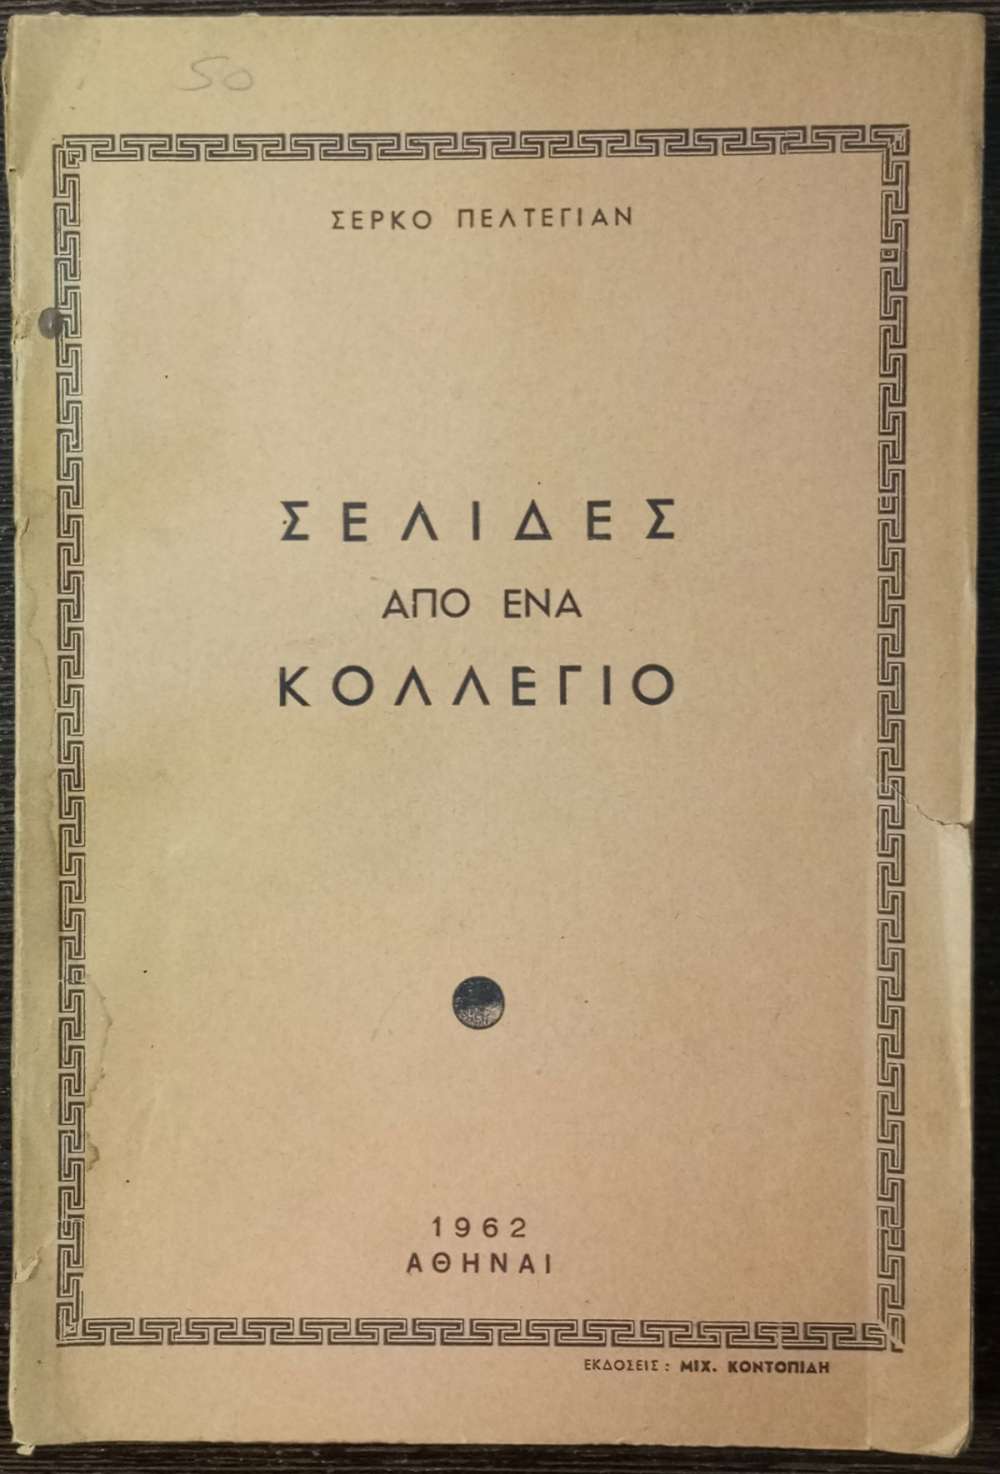 50
ΣΕΡΚΟ ΠΕΛΤΕΓΙΑΝ
ΣΕΛΙΔΕΣ
ΑΠΟ ΕΝΑ
ΚΟΛΛΕΓΙΟ
1962
ΑΘΗΝΑΙ
ΕΚΔΟΣΕΙΣ : ΜΙΧ. ΚΟΝΤΟΠΙΔΗ